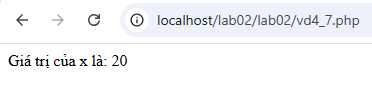 localhost/lab02/lab02/vd4_7.php
Giá trị của x là: 20